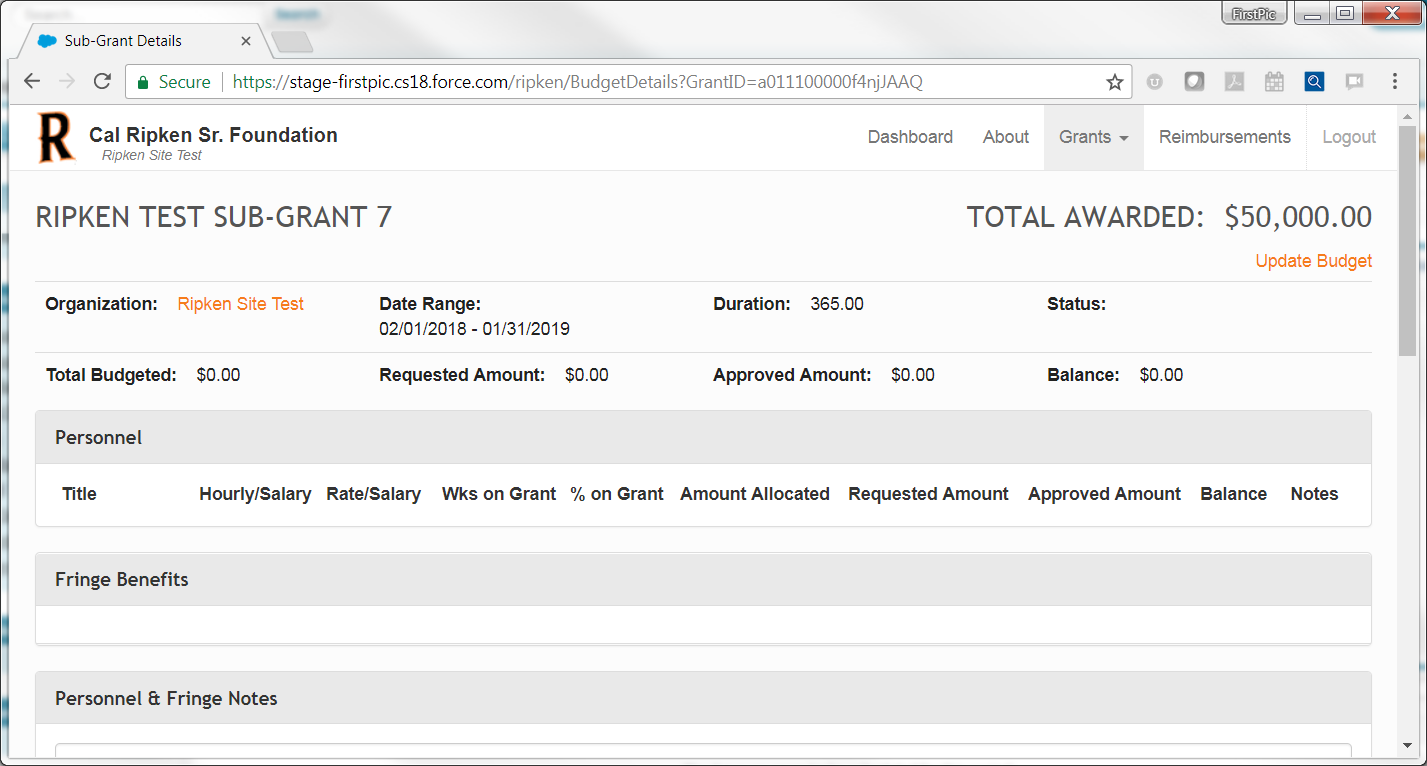 FirstPic
Sub-Grant Details
Secure https://stage-firstpic.cs18.force.com/ripken/BudgetDetails?GrantID=a011100000f4njJAAQ
R Cal Ripken Sr. Foundation
Ripken Site Test
Dashboard About Grants Reimbursements Logout
RIPKEN TEST SUB-GRANT 7 TOTAL AWARDED: $50,000.00
Update Budget
Organization: Ripken Site Test Date Range: Duration: 365.00 Status:
02/01/2018 - 01/31/2019
Total Budgeted: $0.00 Requested Amount: $0.00 Approved Amount: $0.00 Balance: $0.00
Personnel
Title Hourly/Salary Rate/Salary Wks on Grant % on Grant Amount Allocated Requested Amount Approved Amount Balance Notes
Fringe Benefits
Personnel & Fringe Notes